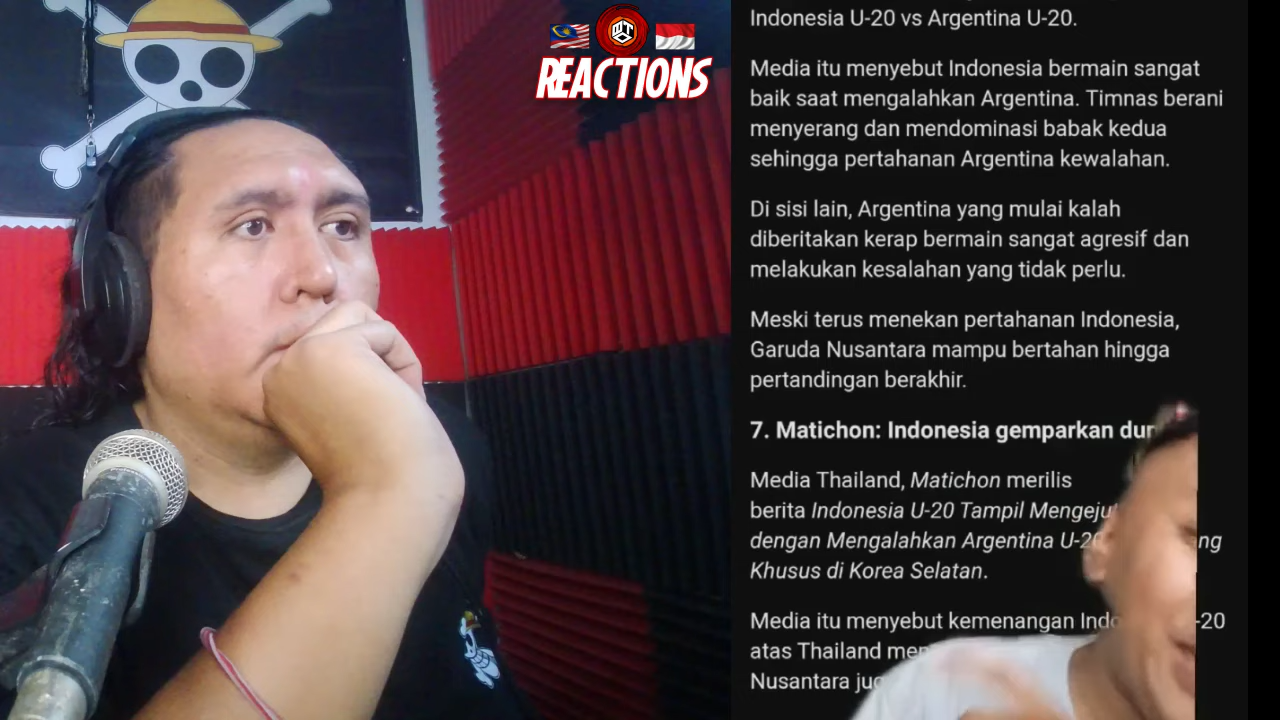 REACTIONS
Indonesia U-20 vs Argentina U-20.
Media itu menyebut Indonesia bermain sangat
baik saat mengalahkan Argentina. Timnas berani
menyerang dan mendominasi babak kedua
sehingga pertahanan Argentina kewalahan.
Di sisi lain, Argentina yang mulai kalah
diberitakan kerap bermain sangat agresif dan
melakukan kesalahan yang tidak perlu.
Meski terus menekan pertahanan Indonesia,
Garuda Nusantara mampu bertahan hingga
pertandingan berakhir.
7. Matichon: Indonesia gemparkan
Media Thailand, Matichon merilis
berita Indonesia U-20 Tampil
dengan Mengalahkan Argentina
Khusus di Korea Selatan.
Media itu menyebut kemenangan
atas Thailand
Nusantara